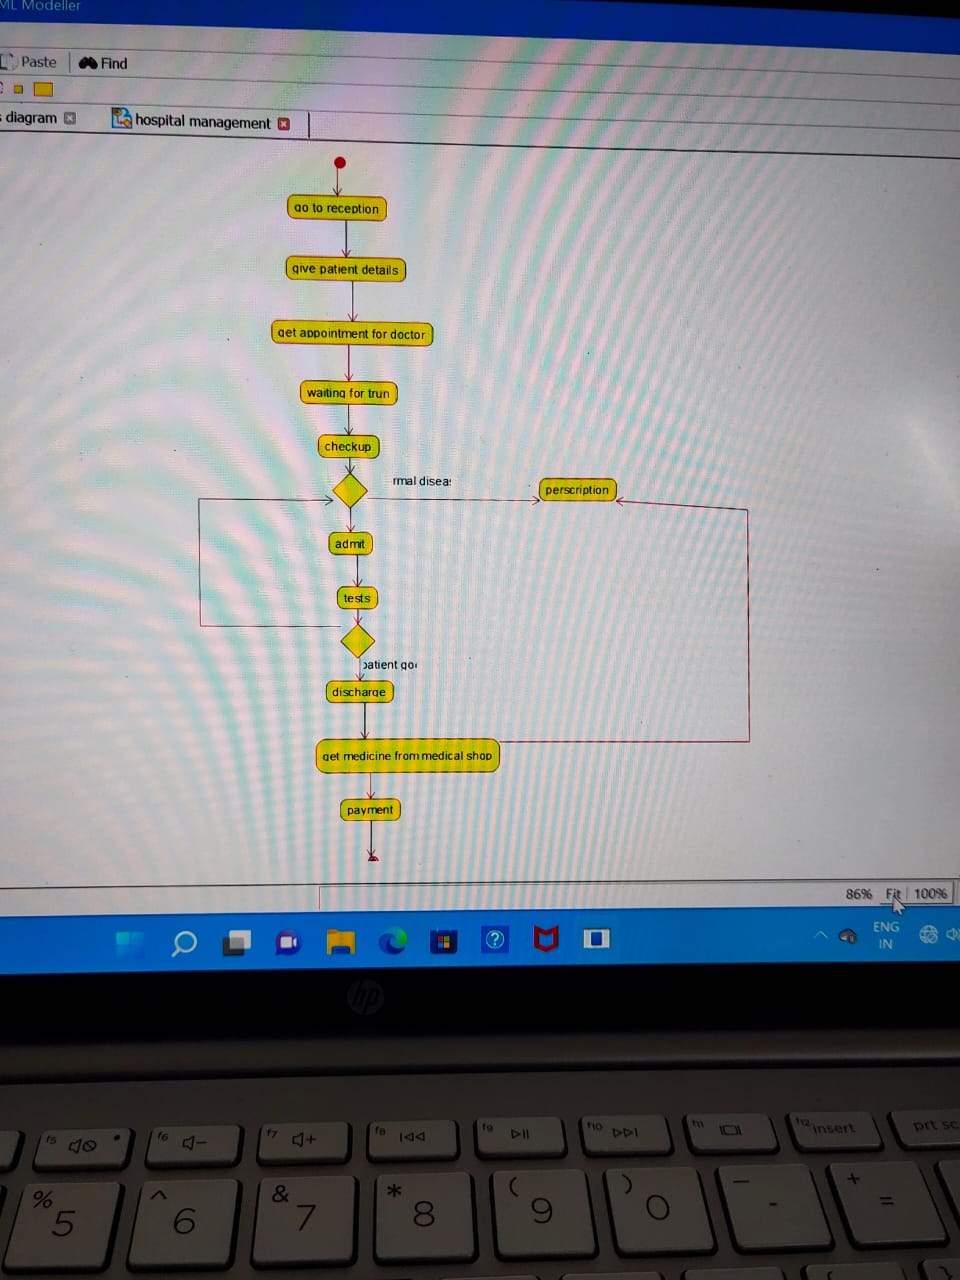 ML Modeller
Paste Find
diagram hospital management
go to reception
give patient details
get appointment for doctor
waiting for trun
checkup
rmal diseas
perscription
admit
tests
patient go
discharge
get medicine from medical shop
payment
86% Fit 100%
ENG
IN
hp
f5 f6 f7 f8 f9 f10 f11 f12 insert prt sc
% 5 ^ 6 & 7 * 8 ( 9 ) 0 _ - + =